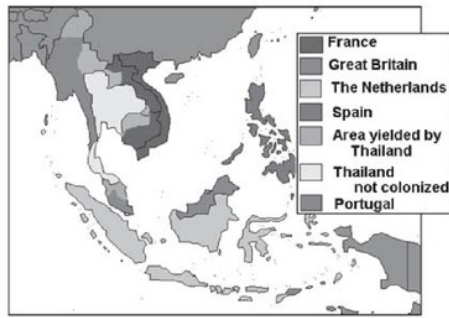 France
Great Britain
The Netherlands
Spain
Area yielded by
Thailand
Thailand
not colonized
Portugal